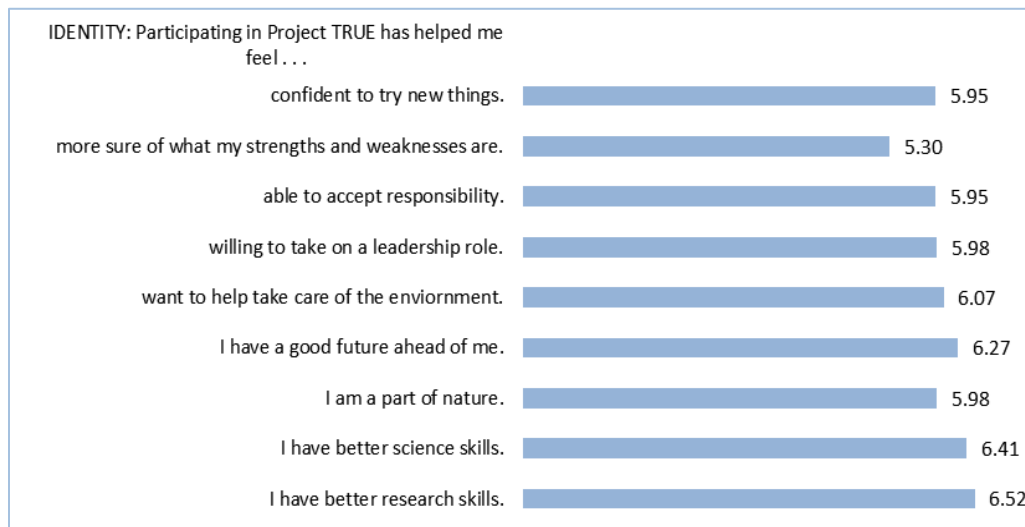 IDENTITY: Participating in Project TRUE has helped me
feel . . .
confident to try new things. 5.95
more sure of what my strengths and weaknesses are. 5.30
able to accept responsibility. 5.95
willing to take on a leadership role. 5.98
want to help take care of the enviornment. 6.07
I have a good future ahead of me. 6.27
I am a part of nature. 5.98
I have better science skills. 6.41
I have better research skills. 6.52